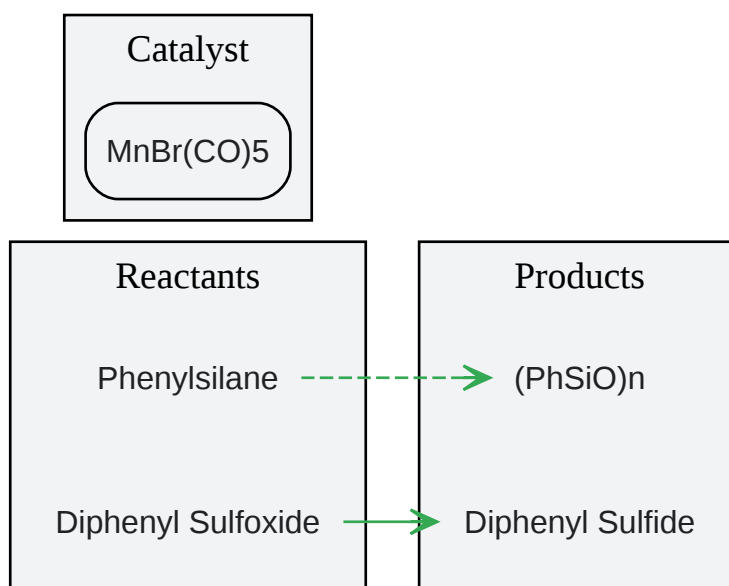 Catalyst
MnBr(CO)5
Reactants
Products
Phenylsilane
(PhSiO)n
Diphenyl Sulfoxide
Diphenyl Sulfide